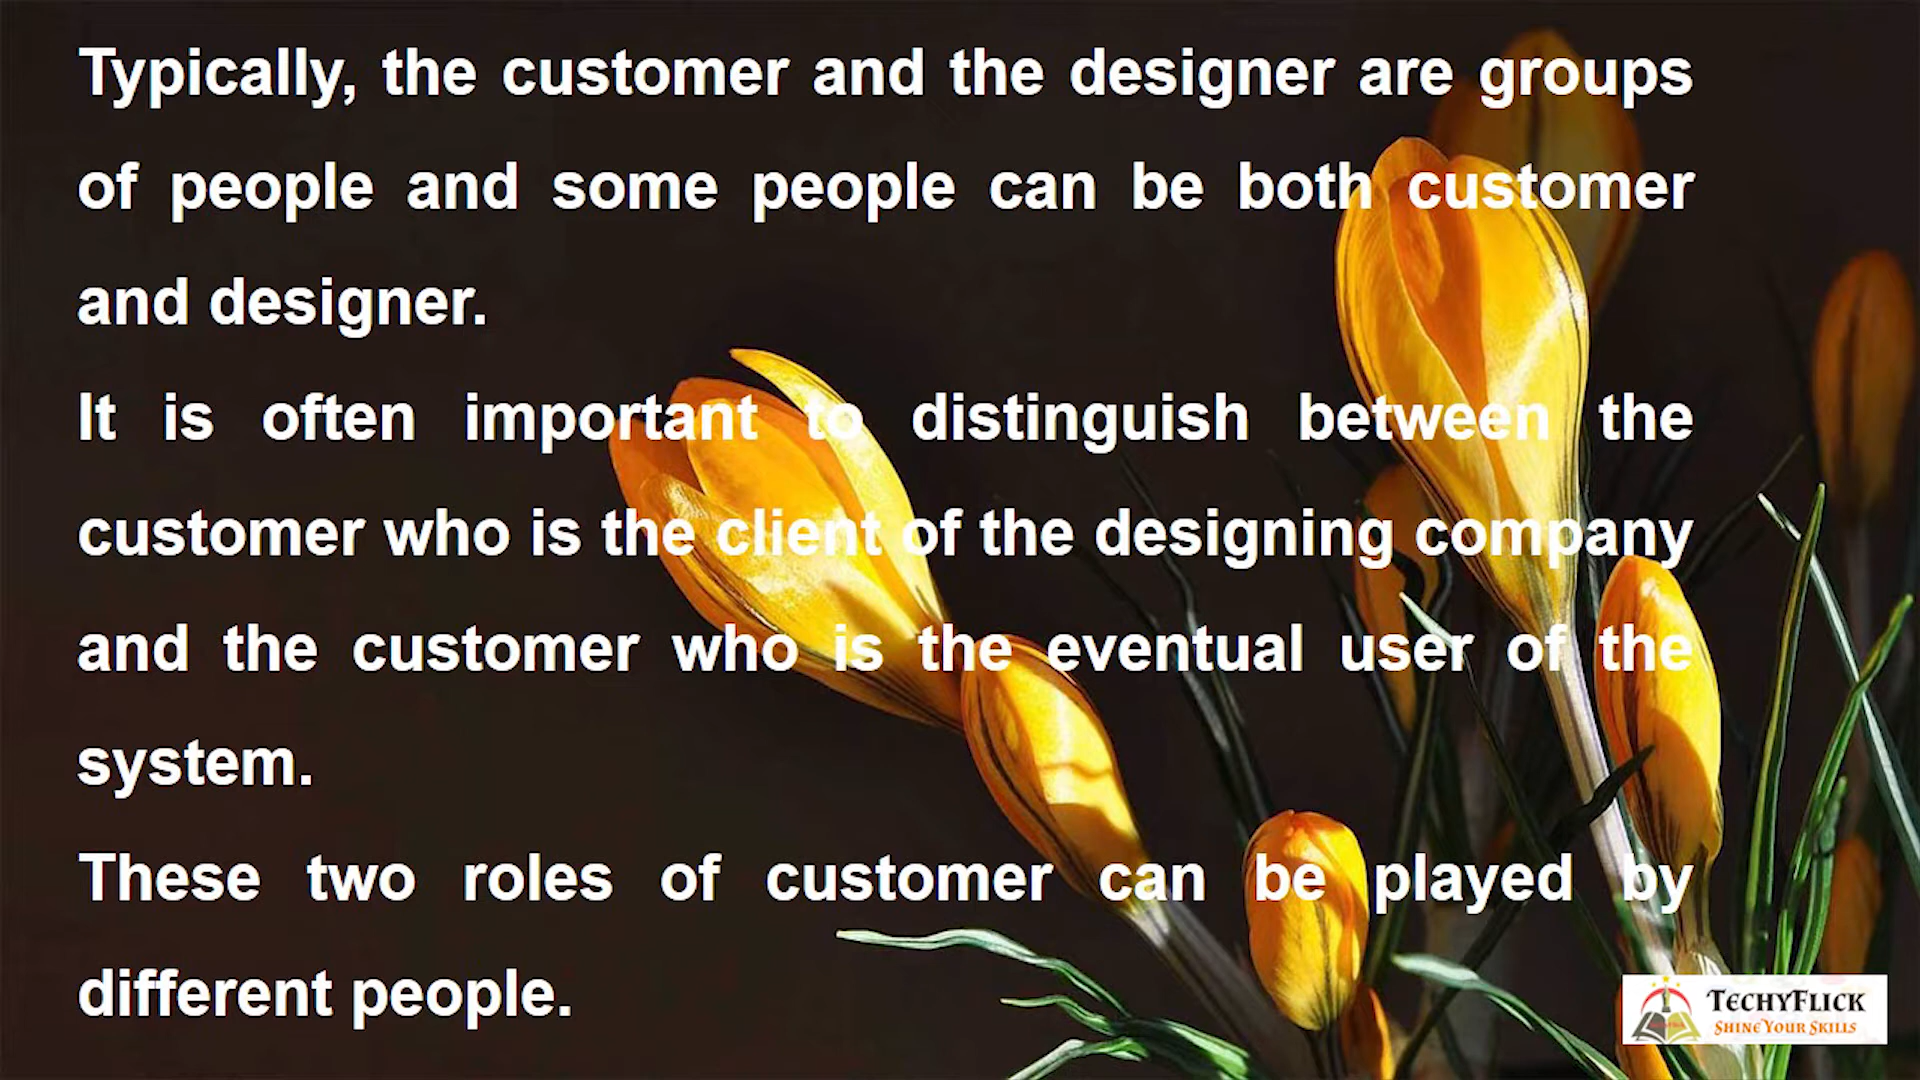 Typically, the customer and the designer are groups
of people and some people can be both customer
and designer.
It is often important to distinguish between the
customer who is the client of the designing company
and the customer who is the eventual user of the
system.
These two roles of customer can be played by
different people.
TECHYFLICK
SHINE YOUR SKILLS